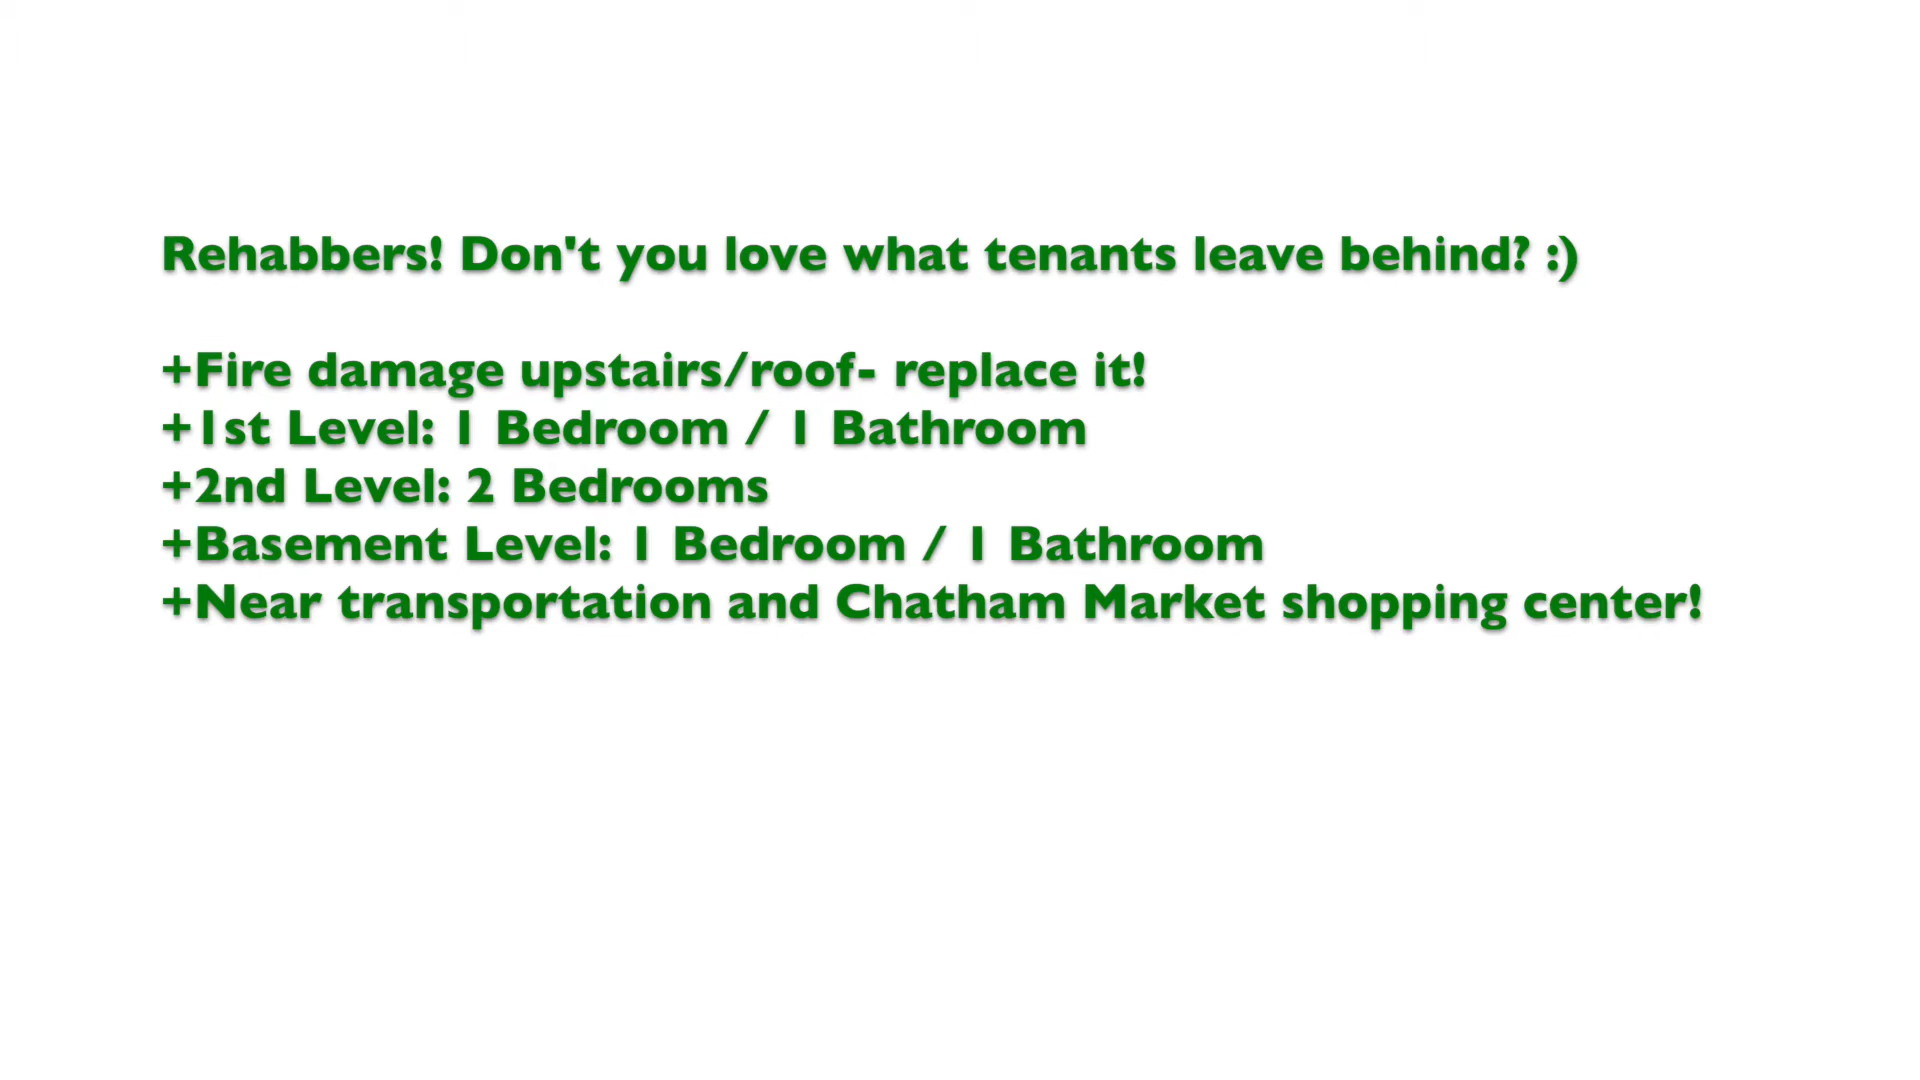 Rehabbers! Don't you love what tenants leave behind? :)
+Fire damage upstairs/roof- replace it!
+1st Level: 1 Bedroom / 1 Bathroom
+2nd Level: 2 Bedrooms
+Basement Level: 1 Bedroom / 1 Bathroom
+Near transportation and Chatham Market shopping center!